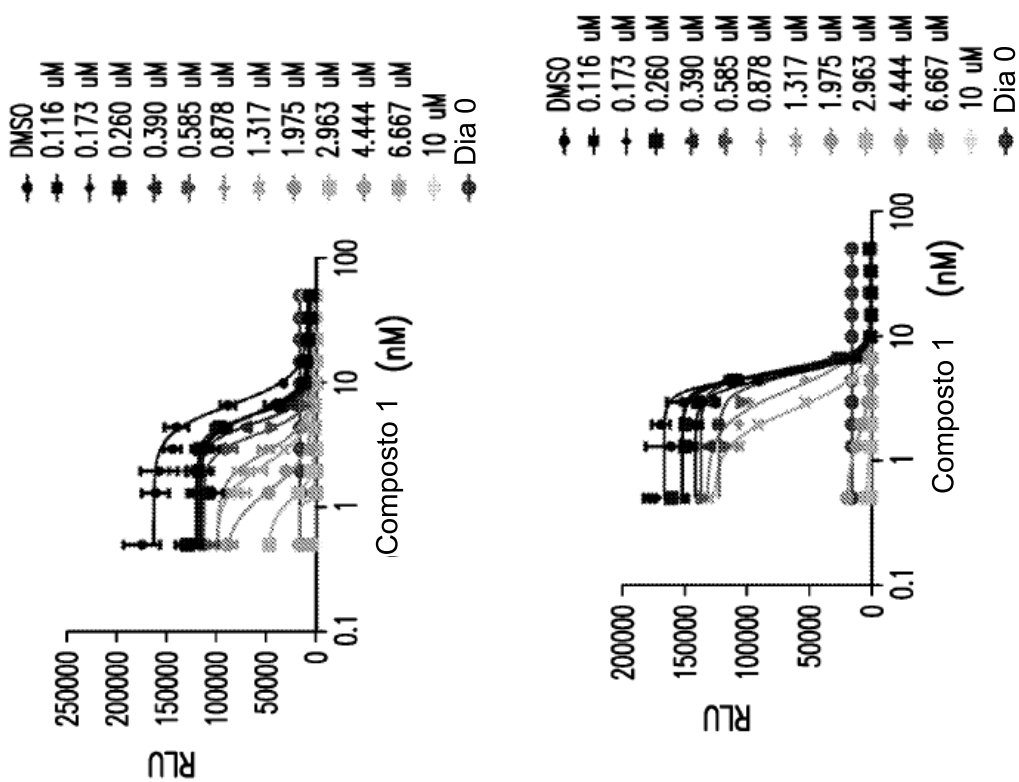 DMSO
0.116 uM
0.173 uM
0.260 uM
0.390 uM
0.585 uM
0.878 uM
1.317 uM
1.975 uM
2.963 uM
4.444 uM
6.667 uM
10 uM
Dia 0
RLU
250000
200000
150000
100000
50000
0
0.1
1
10
100
Composto 1 (nM)
DMSO
0.116 uM
0.173 uM
0.260 uM
0.390 uM
0.585 uM
0.878 uM
1.317 uM
1.975 uM
2.963 uM
4.444 uM
6.667 uM
10 uM
Dia 0
RLU
200000
150000
100000
50000
0
0.1
1
10
100
Composto 1 (nM)